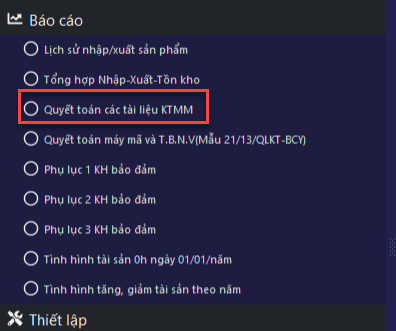 Báo cáo
Lịch sử nhập/xuất sản phẩm
Tổng hợp Nhập-Xuất-Tồn kho
Quyết toán các tài liệu KTMM
Quyết toán máy mã và T.B.N.V(Mẫu 21/13/QLKT-BCY)
Phụ lục 1 KH bảo đảm
Phụ lục 2 KH bảo đảm
Phụ lục 3 KH bảo đảm
Tình hình tài sản 0h ngày 01/01/năm
Tình hình tăng, giảm tài sản theo năm
Thiết lập